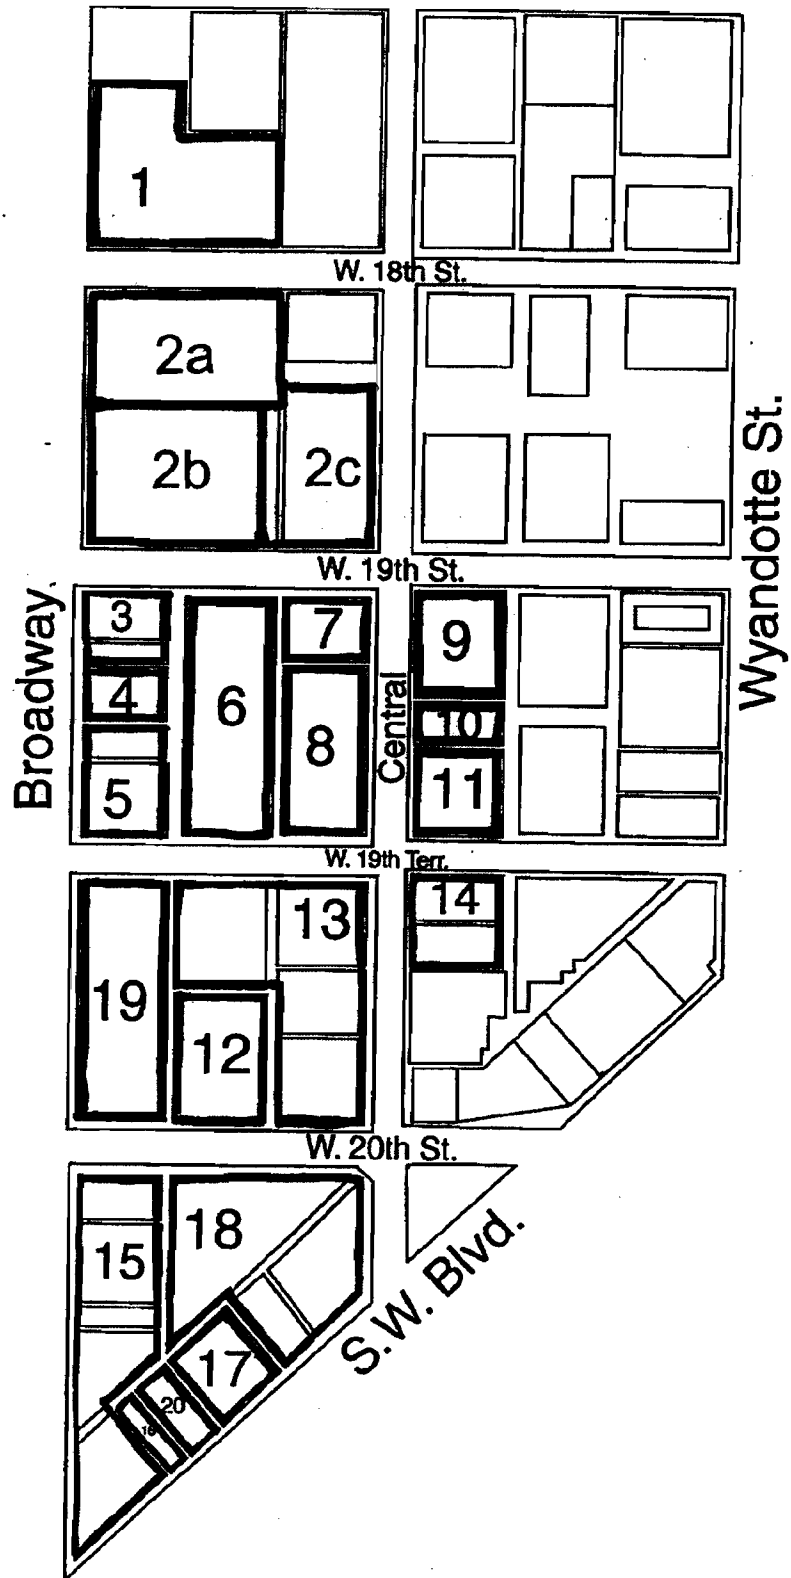 1
W. 18th St.
2a
2b
2c
Wyandotte St.
W. 19th St.
Broadway.
3
4
5
6
7
8
Central
9
10
11
W. 19th Terr.
19
12
13
14
W. 20th St.
15
18
17
20
16
S.W. Blvd.